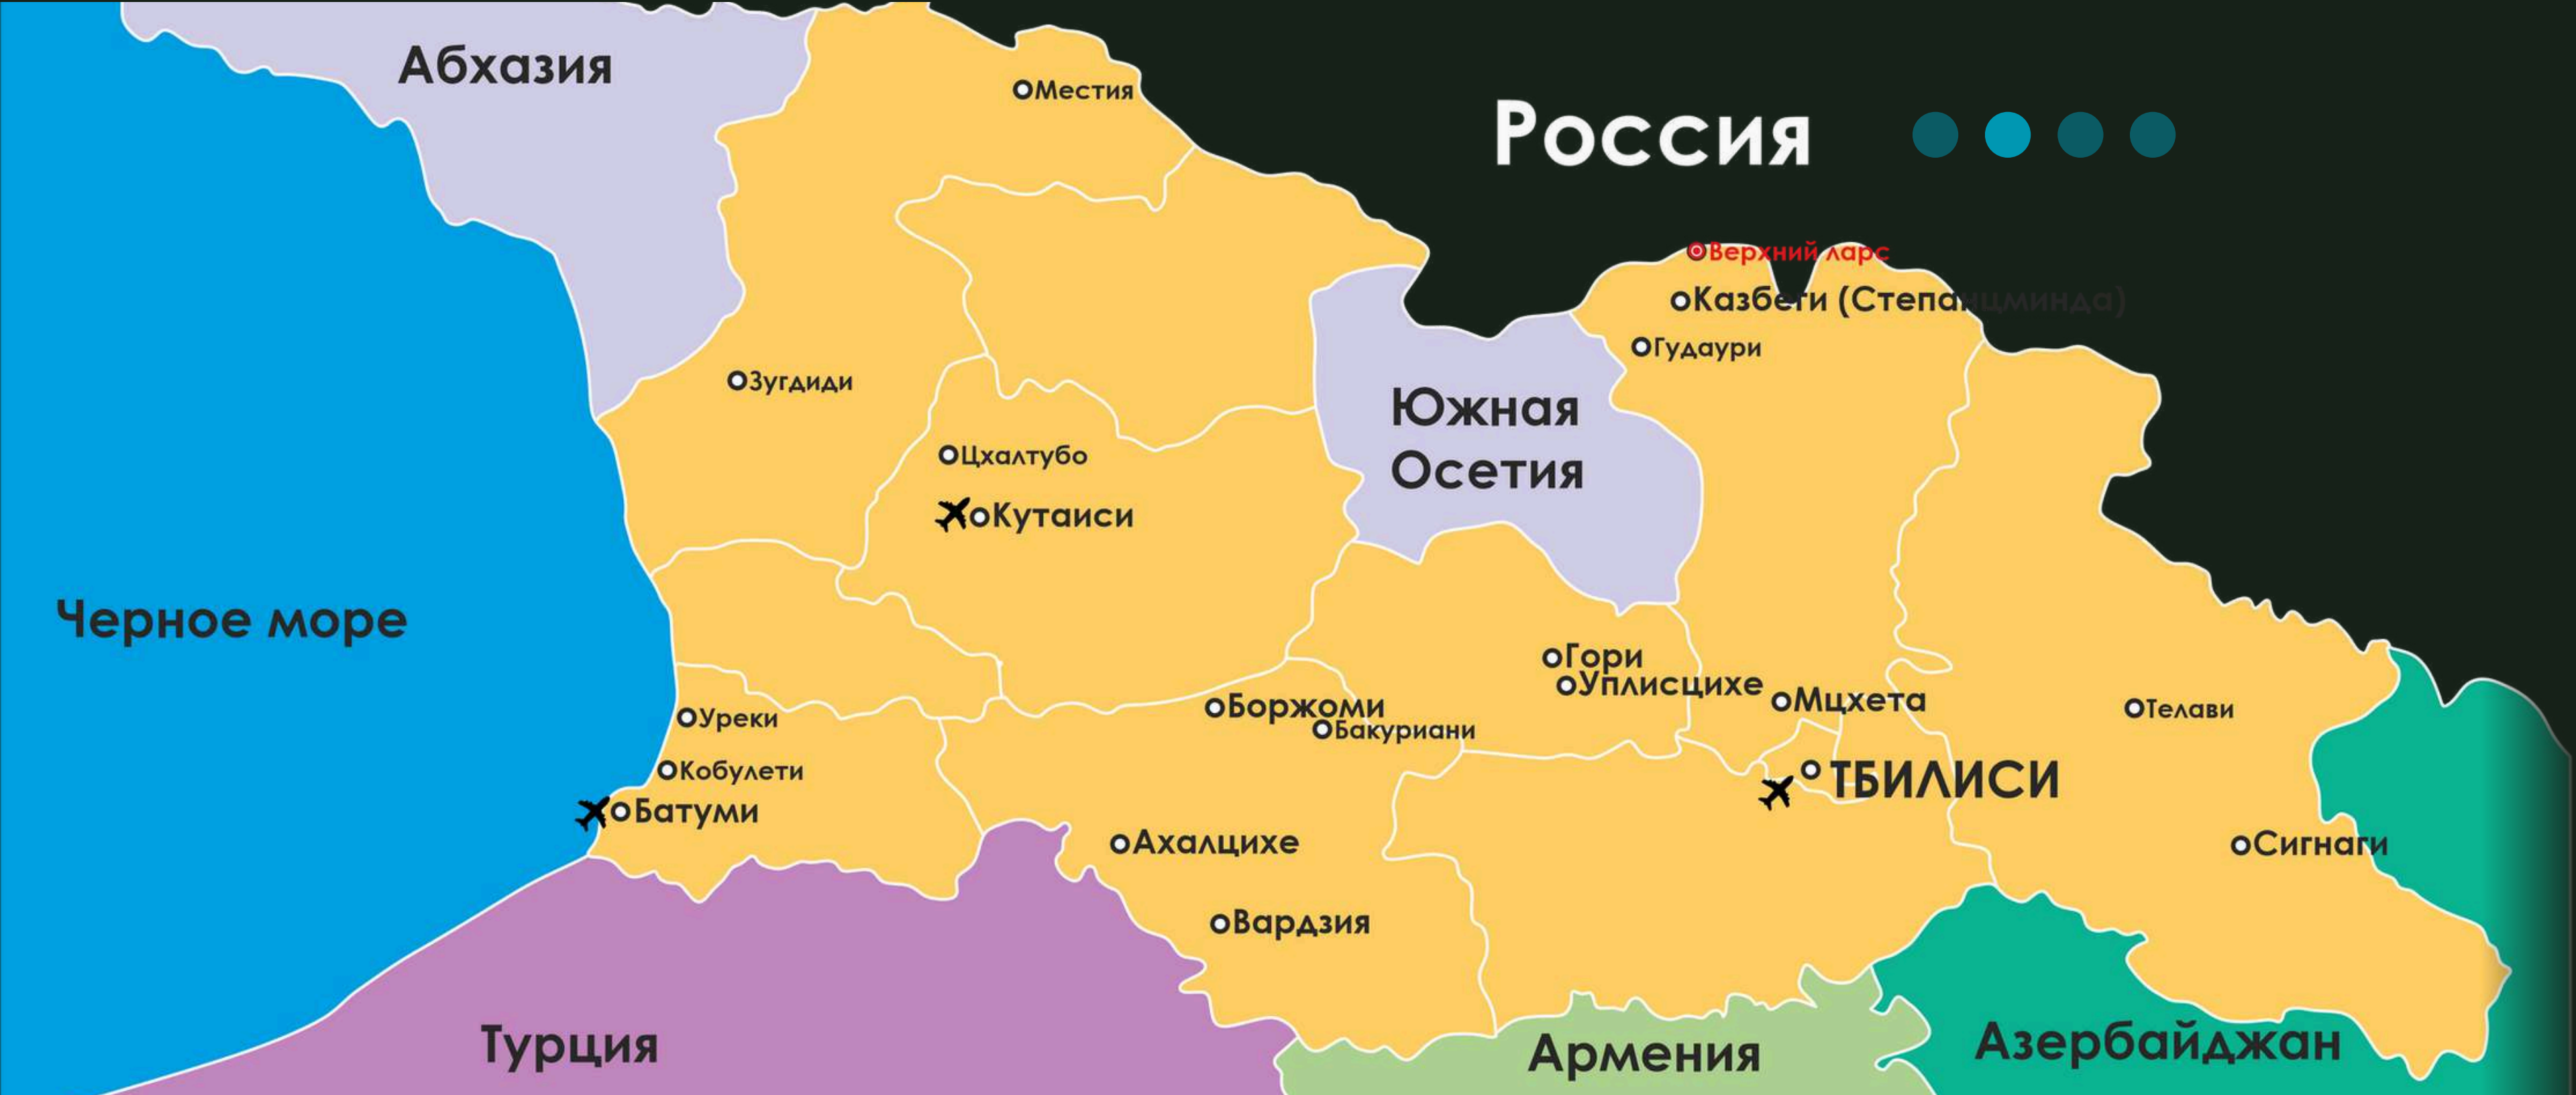 Абхазия
Местия
Россия
Верхний ларс
Казбеги (Степанцминда)
Гудаури
Зугдиди
Южная
Осетия
Цхалтубо
Кутаиси
Черное море
Гори
Уплисцихе
Мцхета
Боржоми
Бакуриани
Телави
Уреки
Кобулети
ТБИЛИСИ
Батуми
Ахалцихе
Сигнаги
Вардзия
Турция
Армения
Азербайджан